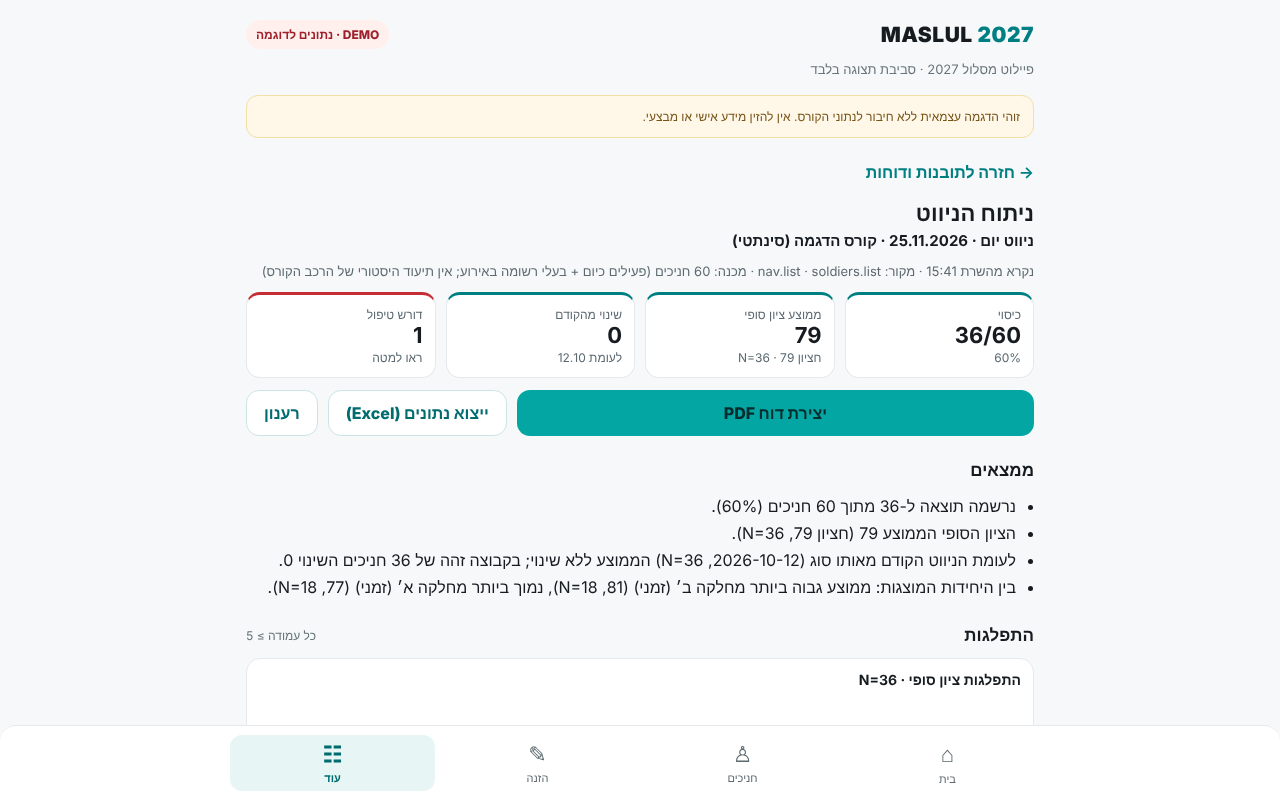 MASLUL 2027
DEMO · נתונים לדוגמה
פיילוט מסלול 2027 · סביבת תצוגה בלבד
זוהי הדגמה עצמאית ללא חיבור לנתוני הקורס. אין להזין מידע אישי או מבצעי.
→ חזרה לתובנות ודוחות
ניתוח הניווט
ניווט יום · 25.11.2026 · קורס הדגמה (סינתטי)
נקרא מהשרת 15:41 · מקור: nav.list · soldiers.list · מכנה: 60 חניכים (פעילים כיום + בעלי רשומה באירוע; אין תיעוד היסטורי של הרכב הקורס)
כיסוי
36/60
60%
ממוצע ציון סופי
79
חציון 79 · N=36
שינוי מהקודם
0
לעומת 12.10
דורש טיפול
1
ראו למטה
יצירת דוח PDF
ייצוא נתונים (Excel)
רענון
ממצאים
• נרשמה תוצאה ל-36 מתוך 60 חניכים (60%).
• הציון הסופי הממוצע 79 (חציון 79, N=36).
• לעומת הניווט הקודם מאותו סוג (2026-10-12, N=36) הממוצע ללא שינוי; בקבוצה זהה של 36 חניכים השינוי 0.
• בין היחידות המוצגות: ממוצע גבוה ביותר מחלקה ב׳ (זמני) (81, N=18), נמוך ביותר מחלקה א׳ (זמני) (77, N=18).
התפלגות
כל עמודה ≥ 5
התפלגות ציון סופי · N=36
בית
חניכים
הזנה
עוד